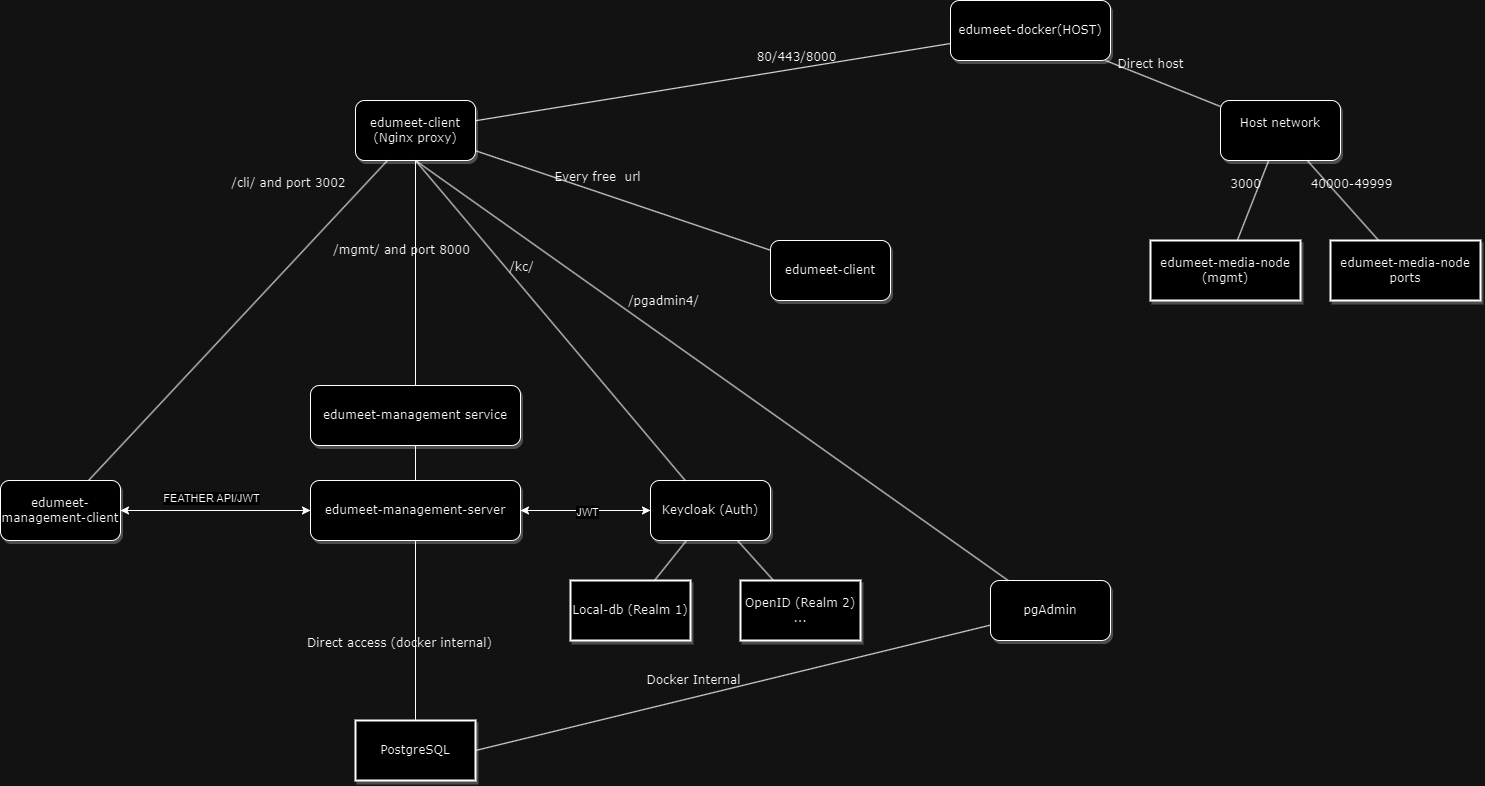 edumeet-docker(HOST)
80/443/8000
Direct host
edumeet-client
(Nginx proxy)
Host network
/cli/ and port 3002
Every free  url
3000
40000-49999
/mgmt/ and port 8000
/kc/
edumeet-client
edumeet-media-node
(mgmt)
edumeet-media-node
ports
/pgadmin4/
edumeet-management service
edumeet-
management-client
FEATHER API/JWT
edumeet-management-server
JWT
Keycloak (Auth)
Local-db (Realm 1)
OpenID (Realm 2)
...
pgAdmin
Direct access (docker internal)
Docker Internal
PostgreSQL